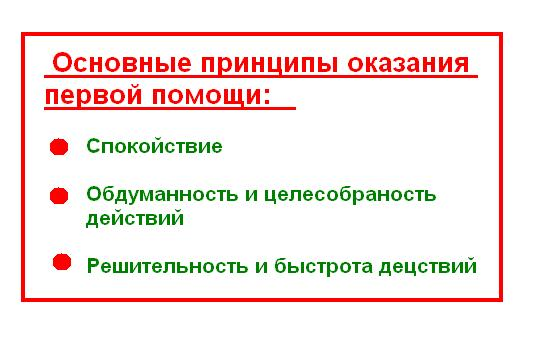 Основные принципы оказания
первой помощи:
Спокойствие
Обдуманность и целесобраность
действий
Решительность и быстрота децствий